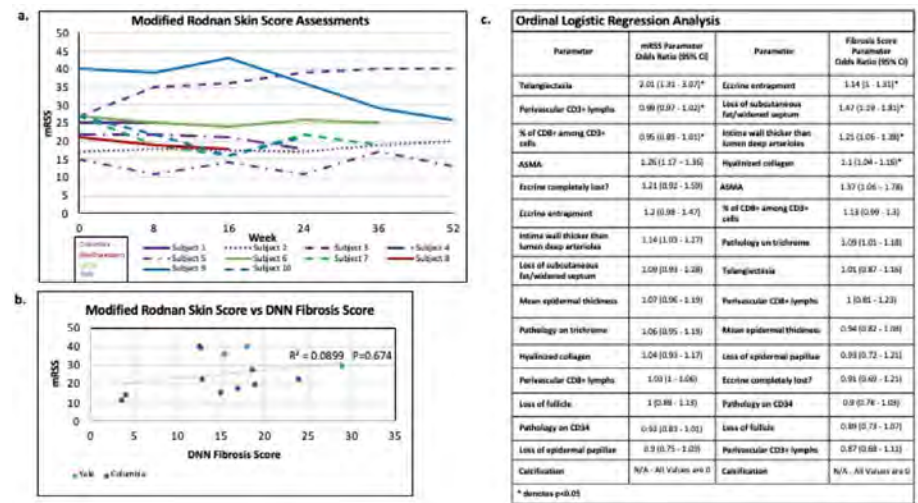 a.
Modified Rodnan Skin Score Assessments
50
45
40
35
30
25
20
15
10
5
0
mRSS
0 8 16 24 36 52
Week
Columbia
Northwestern
Yale
Subject 1 Subject 2 Subject 3 Subject 4
Subject 5 Subject 6 Subject 7 Subject 8
Subject 9 Subject 10
b.
Modified Rodnan Skin Score vs DNN Fibrosis Score
50
40
30
20
10
0
mRSS
R² = 0.0899 P=0.674
0 5 10 15 20 25 30 35
DNN Fibrosis Score
Yale Columbia
c.
Ordinal Logistic Regression Analysis
Parameter mRSS Parameter Odds Ratio (95% CI) Parameter Fibrosis Score Parameter Odds Ratio (95% CI)
Telangiectasia 2.01 (1.31 - 3.07)* Eccrine entrapment 1.14 (1 - 1.31)*
Perivascular CD3+ lymphs 0.99 (0.97 - 1.02)* Loss of subcutaneous fat/widened septum 1.47 (1.19 - 1.81)*
% of CD8+ among CD3+ cells 0.95 (0.89 - 1.01)* Intima wall thicker than lumen deep arterioles 1.21 (1.06 - 1.38)*
ASMA 1.26 (1.17 - 1.36) Hyalinized collagen 1.1 (1.04 - 1.16)*
Eccrine completely lost? 1.21 (0.92 - 1.59) ASMA 1.37 (1.06 - 1.78)
Eccrine entrapment 1.2 (0.98 - 1.47) % of CD8+ among CD3+ cells 1.13 (0.99 - 1.3)
Intima wall thicker than lumen deep arterioles 1.14 (1.03 - 1.27) Pathology on trichrome 1.09 (1.01 - 1.18)
Loss of subcutaneous fat/widened septum 1.09 (0.93 - 1.28) Telangiectasia 1.01 (0.87 - 1.16)
Mean epidermal thickness 1.07 (0.96 - 1.19) Perivascular CD8+ lymphs 1 (0.81 - 1.23)
Pathology on trichrome 1.06 (0.95 - 1.19) Mean epidermal thickness 0.94 (0.82 - 1.08)
Hyalinized collagen 1.04 (0.93 - 1.17) Loss of epidermal papillae 0.93 (0.72 - 1.21)
Perivascular CD8+ lymphs 1.03 (1 - 1.06) Eccrine completely lost? 0.91 (0.69 - 1.21)
Loss of follicle 1 (0.88 - 1.13) Pathology on CD34 0.9 (0.78 - 1.03)
Pathology on CD34 0.92 (0.83 - 1.01) Loss of follicle 0.89 (0.73 - 1.07)
Loss of epidermal papillae 0.9 (0.75 - 1.09) Perivascular CD3+ lymphs 0.87 (0.68 - 1.11)
Calcification N/A - All Values are 0 Calcification N/A - All Values are 0
* denotes p<0.05